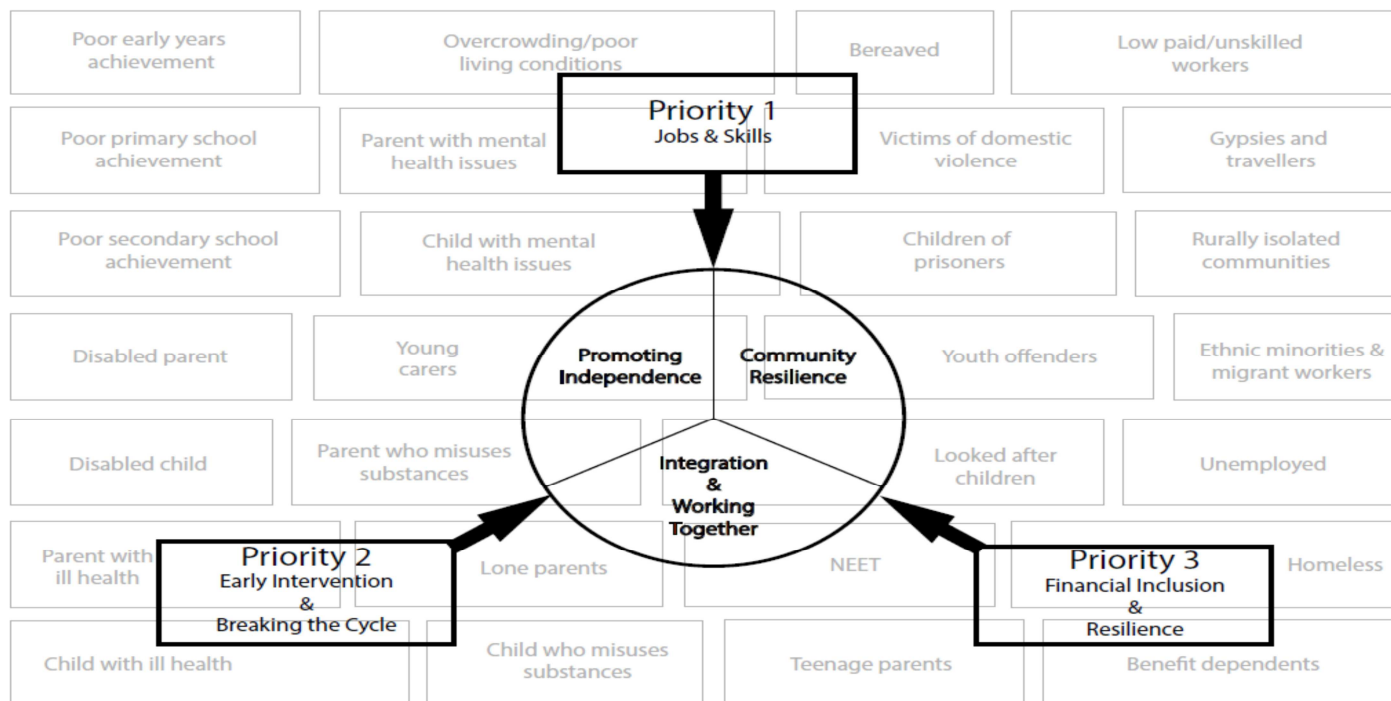 Poor early years
achievement
Overcrowding/poor
living conditions
Bereaved
Low paid/unskilled
workers
Priority 1
Jobs & Skills
Poor primary school
achievement
Parent with mental
health issues
Victims of domestic
violence
Gypsies and
travellers
Poor secondary school
achievement
Child with mental
health issues
Children of
prisoners
Rurally isolated
communities
Disabled parent
Young
carers
Promoting
Independence
Community
Resilience
Youth offenders
Ethnic minorities &
migrant workers
Disabled child
Parent who misuses
substances
Integration
&
Working
Together
Looked after
children
Unemployed
Parent with
ill health
Priority 2
Early Intervention
&
Breaking the Cycle
Lone parents
NEET
Priority 3
Financial Inclusion
&
Resilience
Homeless
Child with ill health
Child who misuses
substances
Teenage parents
Benefit dependents